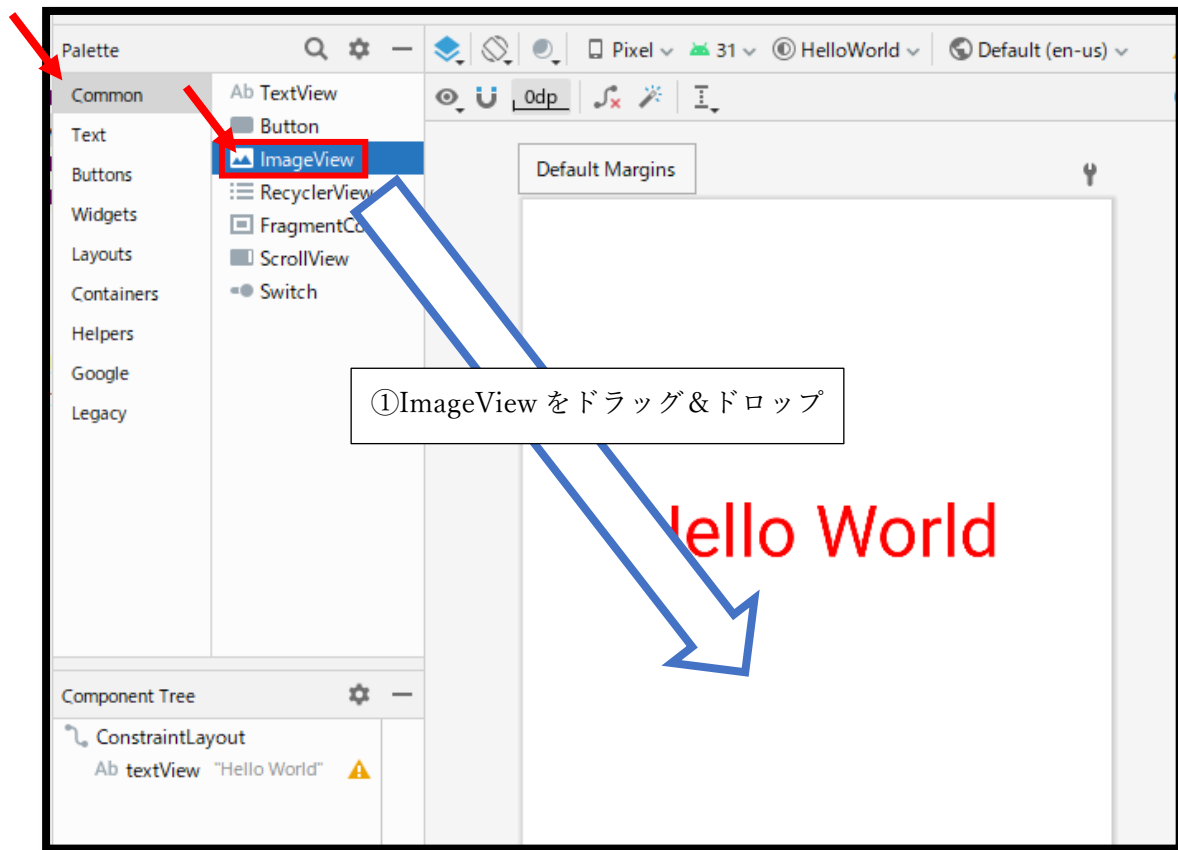 Palette
Pixel
31
HelloWorld
Default (en-us)
Common
Text
Buttons
Widgets
Layouts
Containers
Helpers
Google
Legacy
Ab TextView
Button
ImageView
RecyclerView
FragmentCo
ScrollView
Switch
0dp
Default Margins
①ImageView をドラッグ&ドロップ
ello World
Component Tree
ConstraintLayout
Ab textView "Hello World"